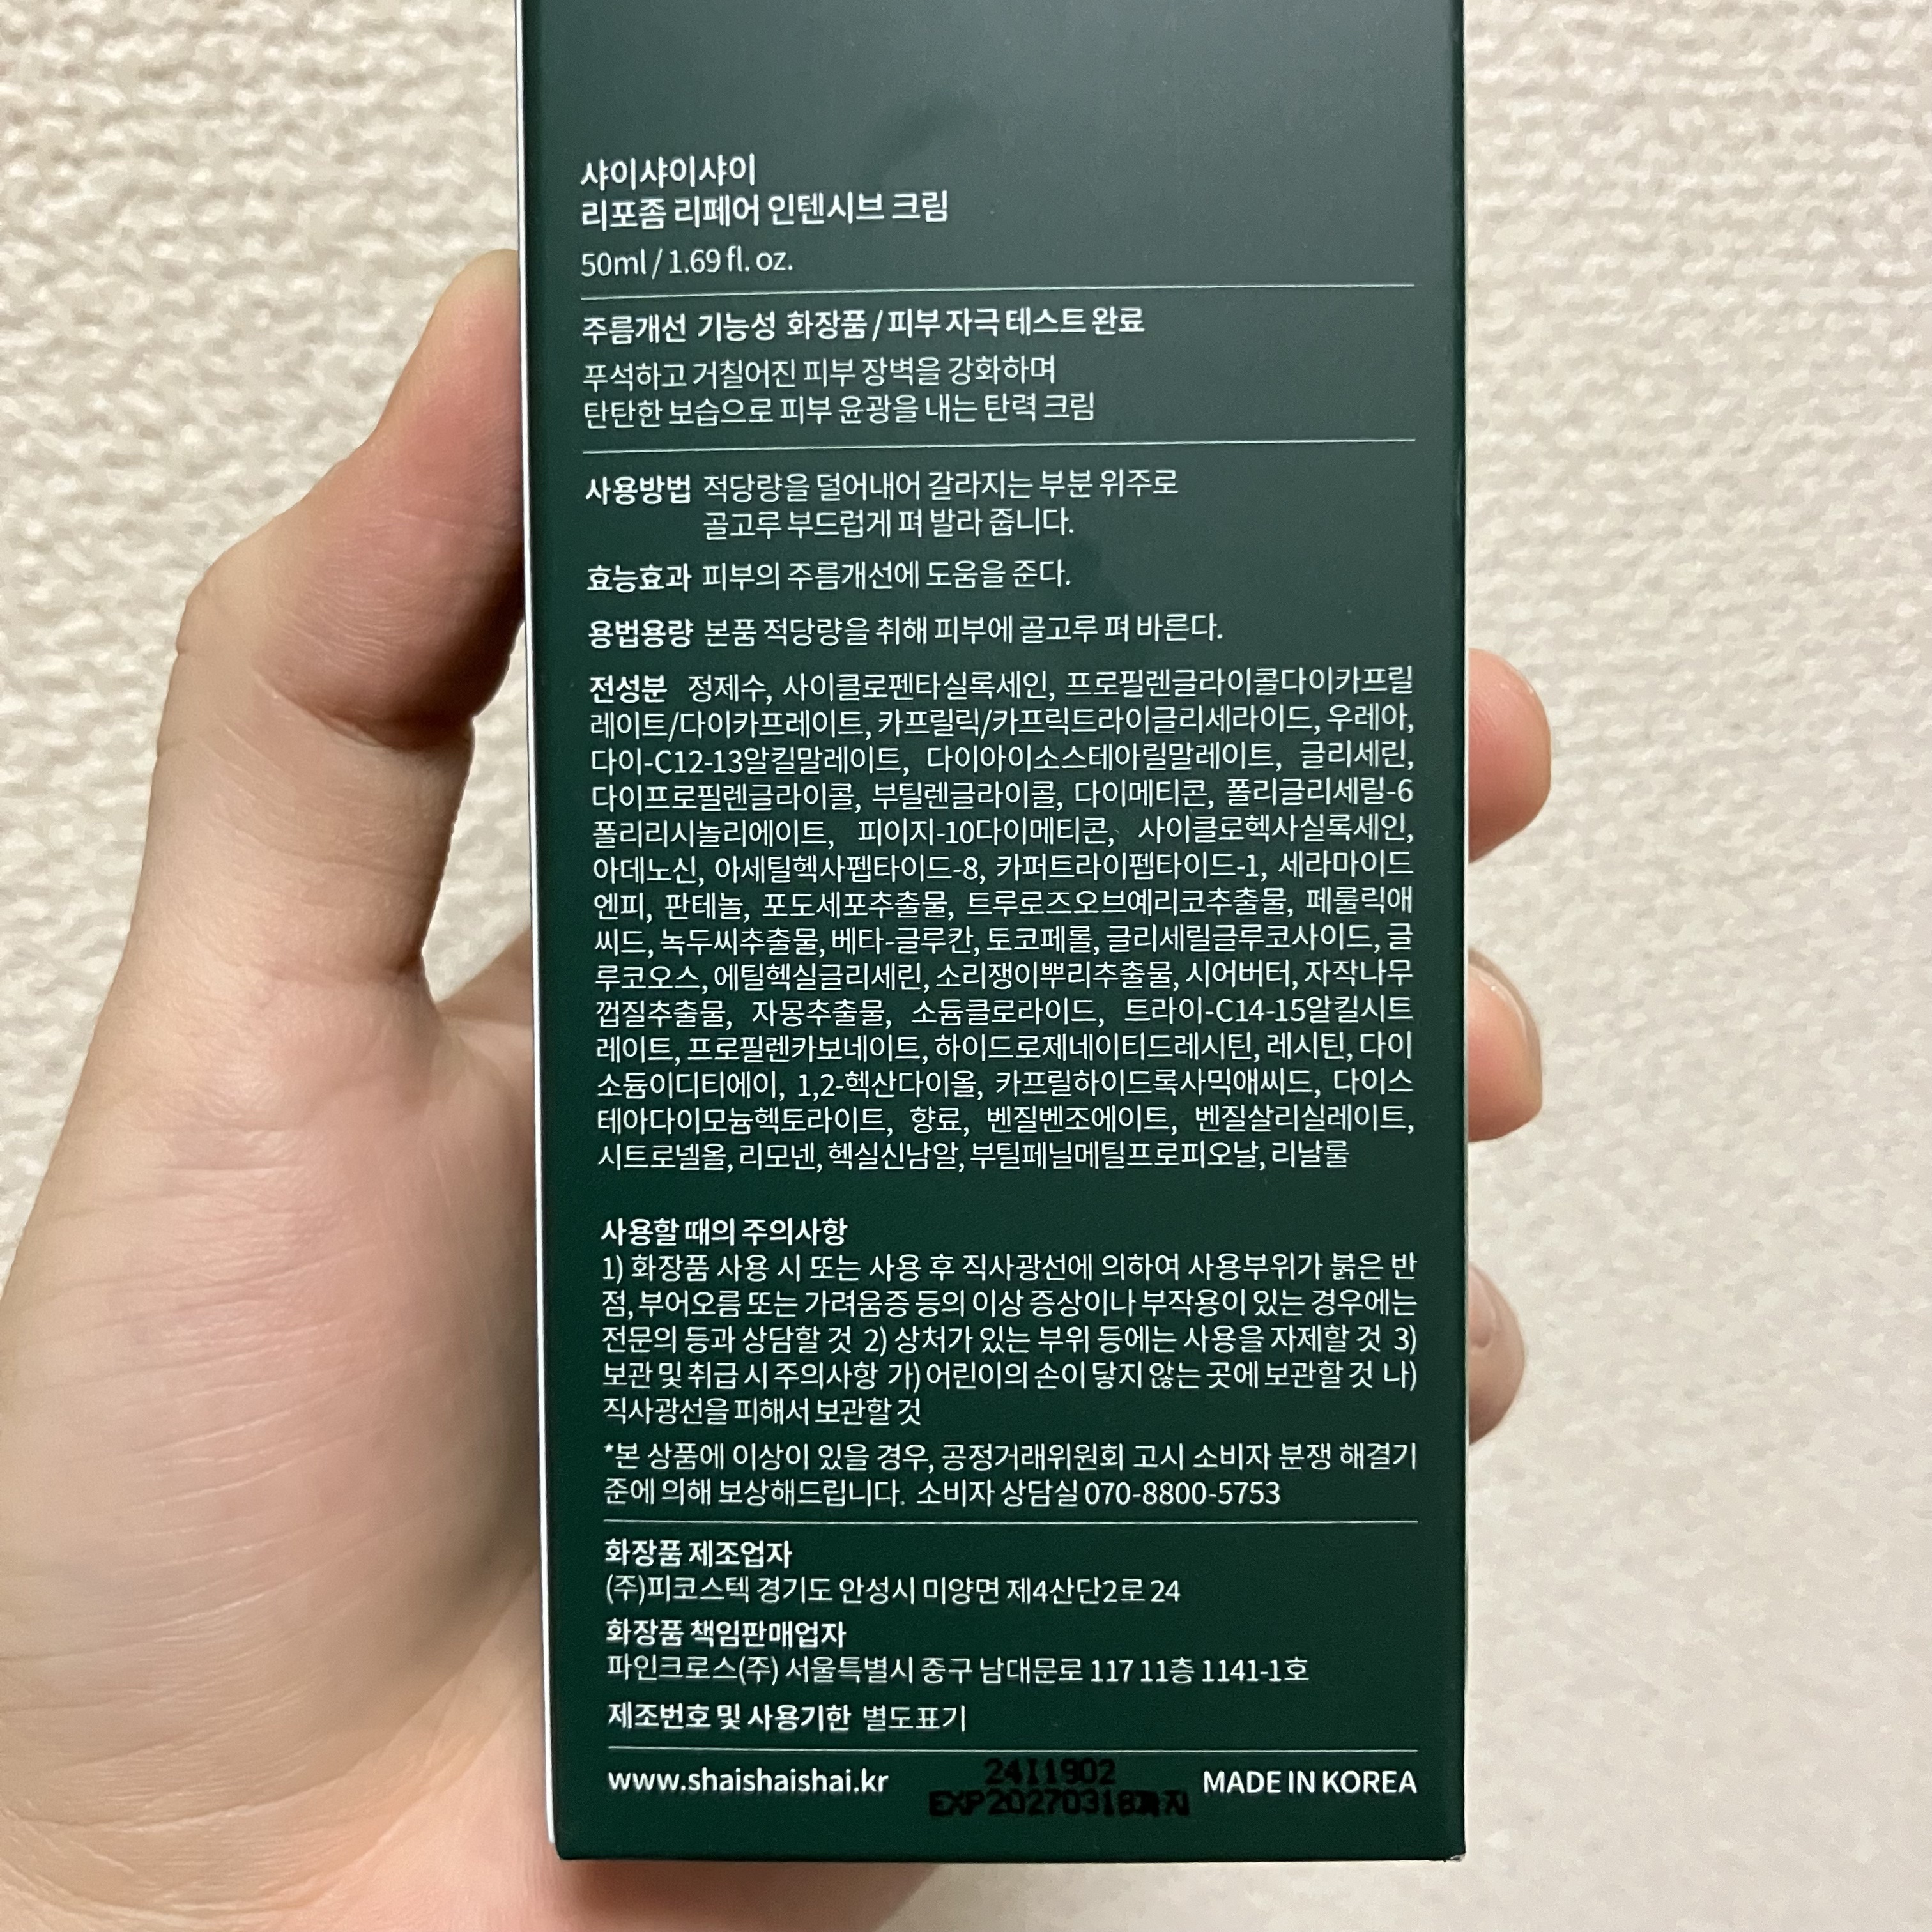 샤이샤이샤이
리포좀 리페어 인텐시브 크림
50ml / 1.69 fl. oz.
주름개선 기능성 화장품 / 피부 자극 테스트 완료
푸석하고 거칠어진 피부 장벽을 강화하며
탄탄한 보습으로 피부 윤광을 내는 탄력 크림
사용방법 적당량을 덜어내어 갈라지는 부분 위주로
골고루 부드럽게 펴 발라 줍니다.
효능효과 피부의 주름개선에 도움을 준다.
용법용량 본품 적당량을 취해 피부에 골고루 펴 바른다.
전성분 정제수, 사이클로펜타실록세인, 프로필렌글라이콜다이카프릴
레이트/다이카프레이트, 카프릴릭/카프릭트라이글리세라이드, 우레아,
다이-C12-13알킬말레이트, 다이아이소스테아릴말레이트, 글리세린,
다이프로필렌글라이콜, 부틸렌글라이콜, 다이메티콘, 폴리글리세릴-6
폴리리시놀리에이트, 피이지-10다이메티콘, 사이클로헥사실록세인,
아데노신, 아세틸헥사펩타이드-8, 카퍼트라이펩타이드-1, 세라마이드
엔피, 판테놀, 포도세포추출물, 트루로즈오브예리코추출물, 페룰릭애
씨드, 녹두씨추출물, 베타-글루칸, 토코페롤, 글리세릴글루코사이드, 글
루코오스, 에틸헥실글리세린, 소리쟁이뿌리추출물, 시어버터, 자작나무
껍질추출물, 자몽추출물, 소듐클로라이드, 트라이-C14-15알킬시트
레이트, 프로필렌카보네이트, 하이드로제네이티드레시틴, 레시틴, 다이
소듐이디티에이, 1,2-헥산다이올, 카프릴하이드록사믹애씨드, 다이스
테아다이모늄헥토라이트, 향료, 벤질벤조에이트, 벤질살리실레이트,
시트로넬올, 리모넨, 헥실신남알, 부틸페닐메틸프로피오날, 리날룰
사용할 때의 주의사항
1) 화장품 사용 시 또는 사용 후 직사광선에 의하여 사용부위가 붉은 반
점, 부어오름 또는 가려움증 등의 이상 증상이나 부작용이 있는 경우에는
전문의 등과 상담할 것 2) 상처가 있는 부위 등에는 사용을 자제할 것 3)
보관 및 취급 시 주의사항 가) 어린이의 손이 닿지 않는 곳에 보관할 것 나)
직사광선을 피해서 보관할 것
*본 상품에 이상이 있을 경우, 공정거래위원회 고시 소비자 분쟁 해결기
준에 의해 보상해드립니다. 소비자 상담실 070-8800-5753
화장품 제조업자
(주)피코스텍 경기도 안성시 미양면 제4산단2로 24
화장품 책임판매업자
파인크로스(주) 서울특별시 중구 남대문로 117 11층 1141-1호
제조번호 및 사용기한 별도표기
www.shaishaishai.kr
24I1902
EXP20270318까지
MADE IN KOREA